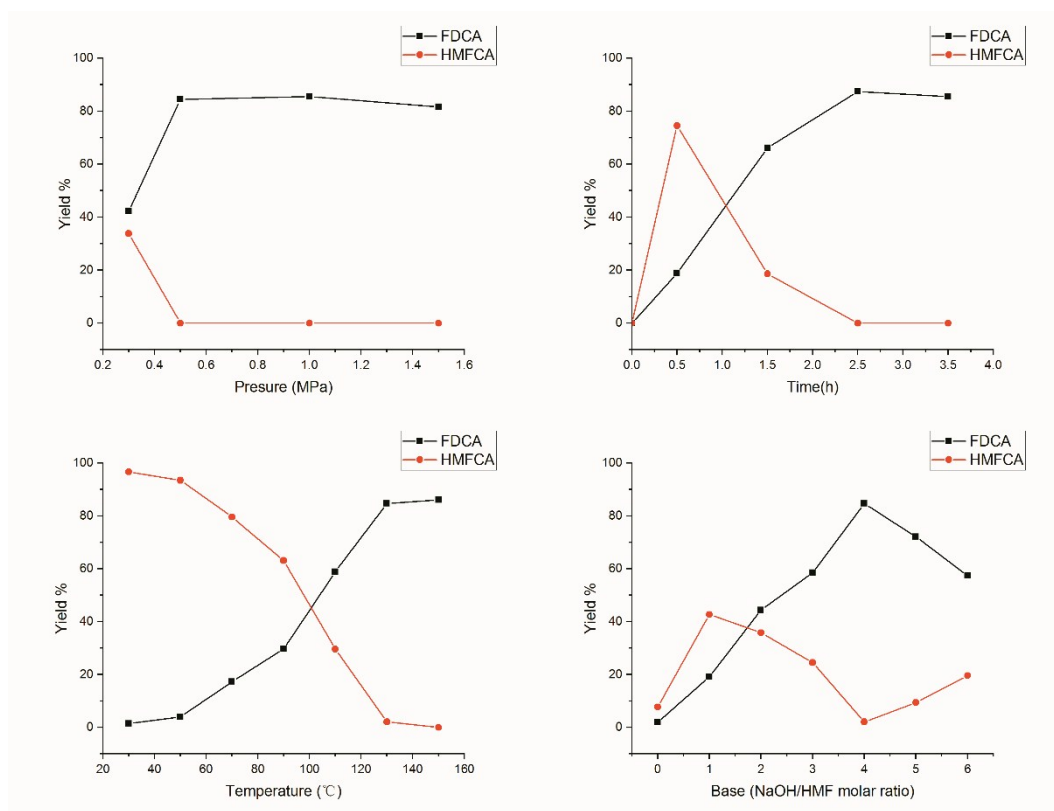 FDCA
HMFCA
100
80
60
40
20
0
Yield %
0.2 0.4 0.6 0.8 1.0 1.2 1.4 1.6
Presure (MPa)
FDCA
HMFCA
100
80
60
40
20
0
Yield %
0.0 0.5 1.0 1.5 2.0 2.5 3.0 3.5 4.0
Time(h)
FDCA
HMFCA
100
80
60
40
20
0
Yield %
20 40 60 80 100 120 140 160
Temperature (℃)
FDCA
HMFCA
100
80
60
40
20
0
Yield %
0 1 2 3 4 5 6
Base (NaOH/HMF molar ratio)